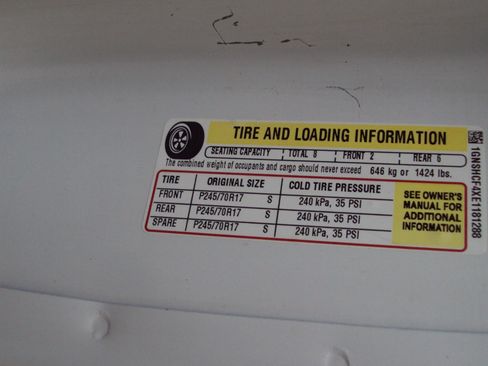 TIRE AND LOADING INFORMATION
SEATING CAPACITY TOTAL 8 FRONT 2 REAR 6
The combined weight of occupants and cargo should never exceed 646 kg or 1424 lbs.
TIRE ORIGINAL SIZE COLD TIRE PRESSURE
FRONT P245/70R17 S 240 kPa, 35 PSI
REAR P245/70R17 S 240 kPa, 35 PSI
SPARE P245/70R17 S 240 kPa, 35 PSI
SEE OWNER'S
MANUAL FOR
ADDITIONAL
INFORMATION